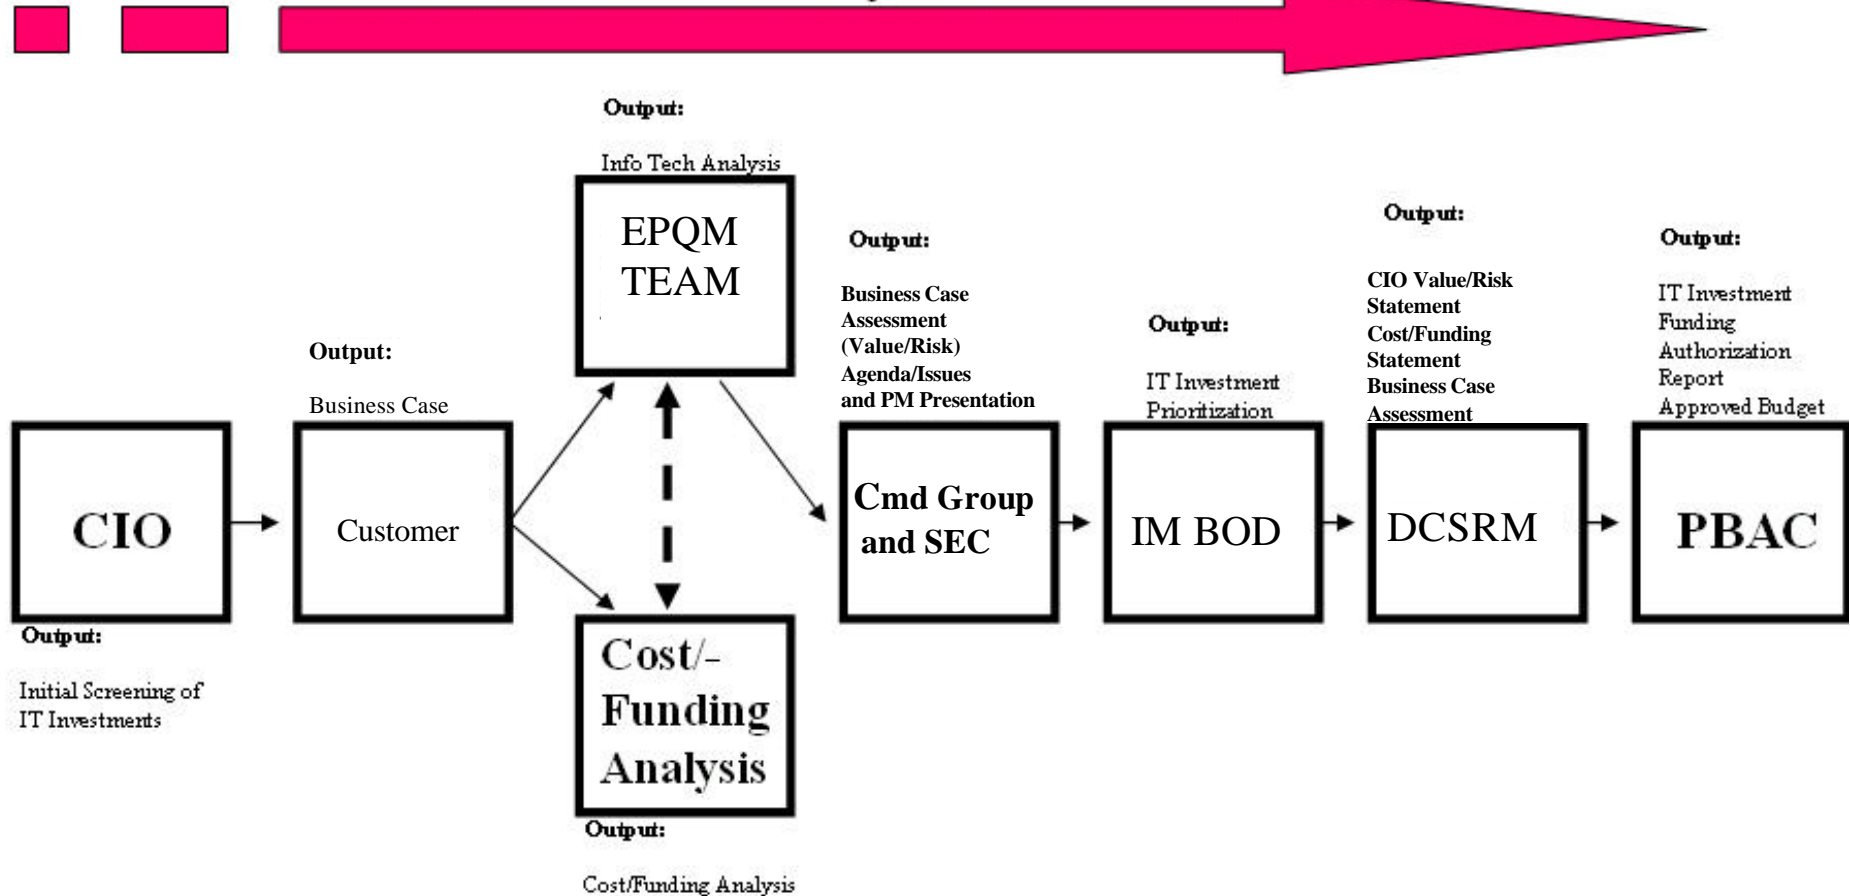 Output:
Info Tech Analysis
EPQM
TEAM
Output:
Business Case
Assessment
(Value/Risk)
Agenda/Issues
and PM Presentation
Output:
CIO Value/Risk
Statement
Cost/Funding
Statement
Business Case
Assessment
Output:
IT Investment
Funding
Authorization
Report
Approved Budget
Output:
IT Investment
Prioritization
Output:
Business Case
CIO
Customer
Cmd Group
and SEC
IM BOD
DCSRM
PBAC
Output:
Initial Screening of
IT Investments
Cost/-
Funding
Analysis
Output:
Cost/Funding Analysis